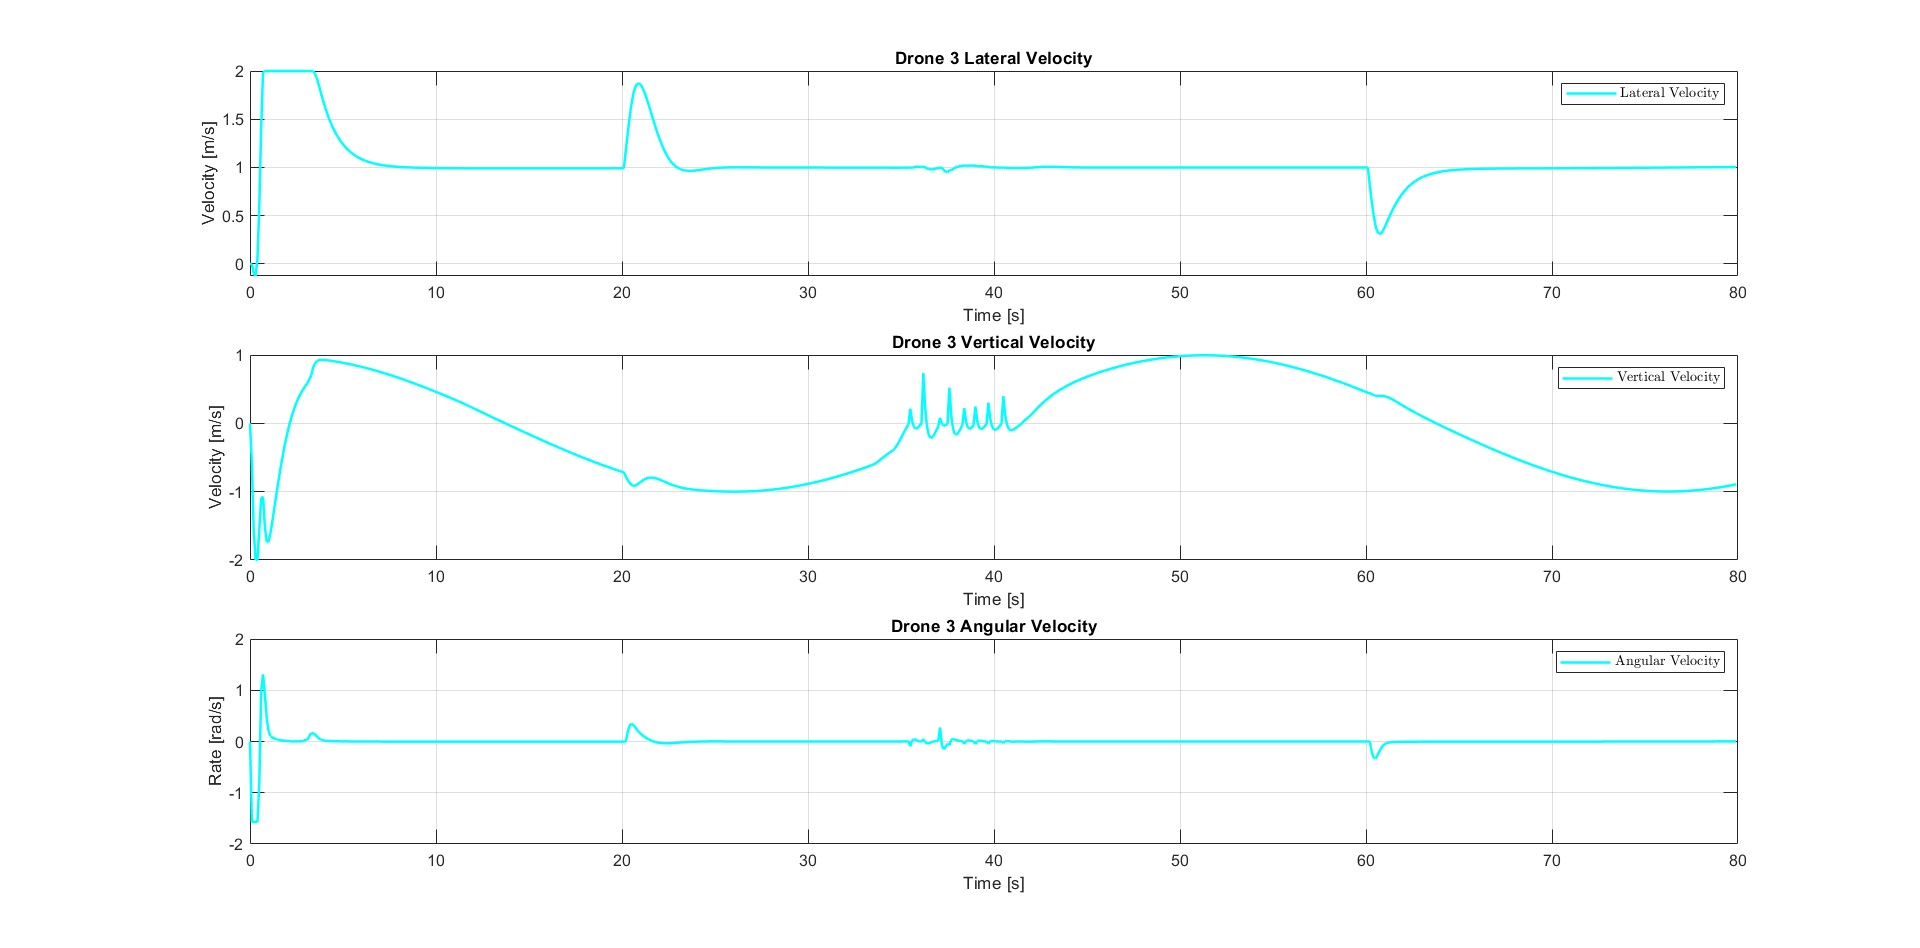 Drone 3 Lateral Velocity
Velocity [m/s]
2
1.5
1
0.5
0
Lateral Velocity
0 10 20 30 40 50 60 70 80
Time [s]
Drone 3 Vertical Velocity
Velocity [m/s]
1
0
-1
-2
Vertical Velocity
0 10 20 30 40 50 60 70 80
Time [s]
Drone 3 Angular Velocity
Rate [rad/s]
2
1
0
-1
-2
Angular Velocity
0 10 20 30 40 50 60 70 80
Time [s]